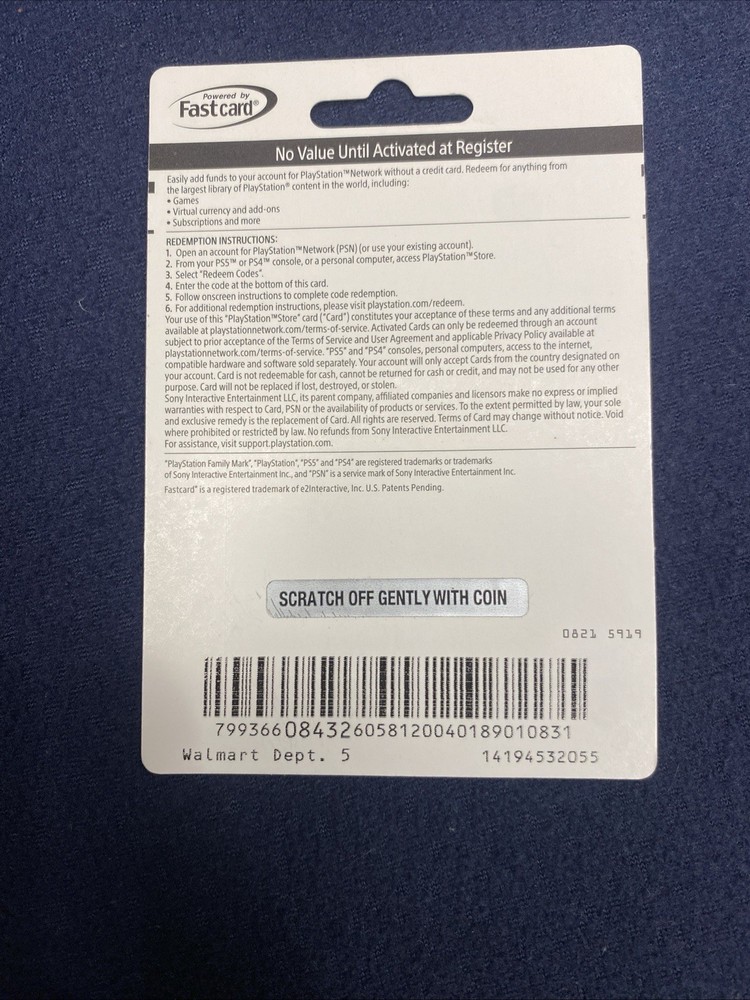 Powered by
Fastcard®
No Value Until Activated at Register
Easily add funds to your account for PlayStation™Network without a credit card. Redeem for anything from
the largest library of PlayStation® content in the world, including:
• Games
• Virtual currency and add-ons
• Subscriptions and more
REDEMPTION INSTRUCTIONS:
1. Open an account for PlayStation™Network (PSN) (or use your existing account).
2. From your PS5™ or PS4™ console, or a personal computer, access PlayStation™Store.
3. Select "Redeem Codes".
4. Enter the code at the bottom of this card.
5. Follow onscreen instructions to complete code redemption.
6. For additional redemption instructions, please visit playstation.com/redeem.
Your use of this "PlayStation™Store" card ("Card") constitutes your acceptance of these terms and any additional terms
available at playstationnetwork.com/terms-of-service. Activated Cards can only be redeemed through an account
subject to prior acceptance of the Terms of Service and User Agreement and applicable Privacy Policy available at
playstationnetwork.com/terms-of-service. "PS5" and "PS4" consoles, personal computers, access to the internet,
compatible hardware and software sold separately. Your account will only accept Cards from the country designated on
your account. Card is not redeemable for cash, cannot be returned for cash or credit, and may not be used for any other
purpose. Card will not be replaced if lost, destroyed, or stolen.
Sony Interactive Entertainment LLC, its parent company, affiliated companies and licensors make no express or implied
warranties with respect to Card, PSN or the availability of products or services. To the extent permitted by law, your sole
and exclusive remedy is the replacement of Card. All rights are reserved. Terms of Card may change without notice. Void
where prohibited or restricted by law. No refunds from Sony Interactive Entertainment LLC.
For assistance, visit support.playstation.com.
"PlayStation Family Mark", "PlayStation", "PS5" and "PS4" are registered trademarks or trademarks
of Sony Interactive Entertainment Inc., and "PSN" is a service mark of Sony Interactive Entertainment Inc.
Fastcard® is a registered trademark of e2Interactive, Inc. U.S. Patents Pending.
SCRATCH OFF GENTLY WITH COIN
0821 5919
799366084326058120040189010831
Walmart Dept. 5 14194532055